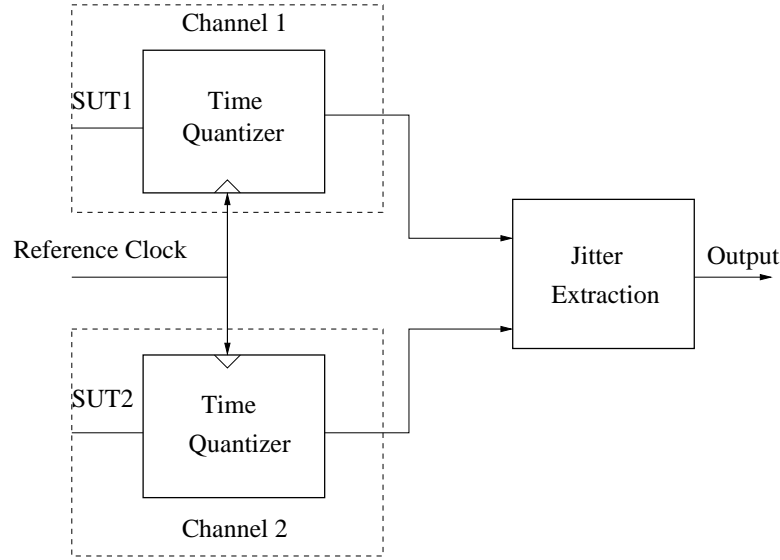 Channel 1
SUT1
Time
Quantizer
Reference Clock
Jitter
Extraction
Output
SUT2
Time
Quantizer
Channel 2